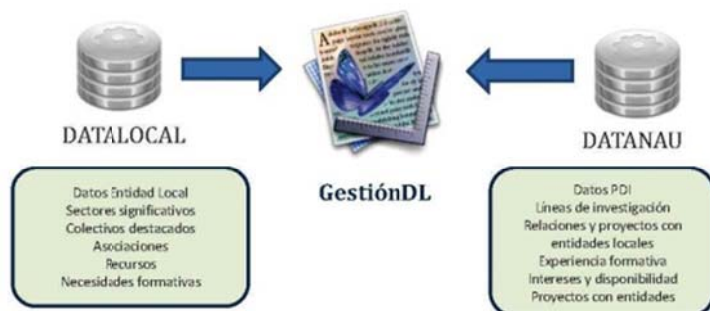 DATALOCAL
Datos Entidad Local
Sectores significativos
Colectivos destacados
Asociaciones
Recursos
Necesidades formativas
GestiónDL
DATANAU
Datos PDI
Líneas de investigación
Relaciones y proyectos con
entidades locales
Experiencia formativa
Intereses y disponibilidad
Proyectos con entidades